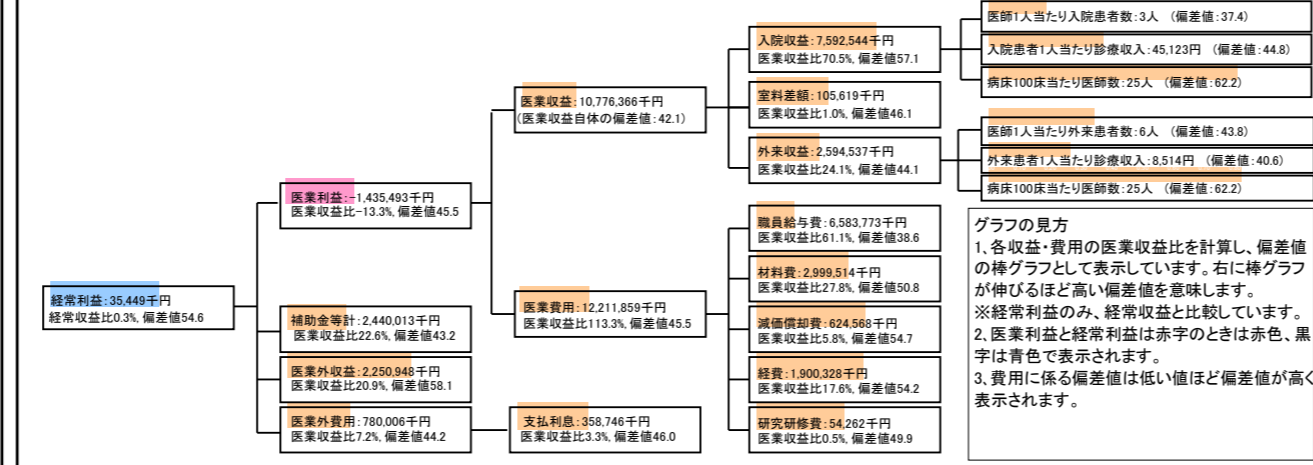 経常利益:35,449千円
経常収益比0.3%, 偏差値54.6
医業利益:-1,435,493千円
医業収益比-13.3%, 偏差値45.5
補助金等計:2,440,013千円
医業収益比22.6%, 偏差値43.2
医業外収益:2,250,948千円
医業収益比20.9%, 偏差値58.1
医業外費用:780,006千円
医業収益比7.2%, 偏差値44.2
医業収益:10,776,366千円
(医業収益自体の偏差値:42.1)
医業費用:12,211,859千円
医業収益比113.3%, 偏差値45.5
支払利息:358,746千円
医業収益比3.3%, 偏差値46.0
入院収益:7,592,544千円
医業収益比70.5%, 偏差値57.1
室料差額:105,619千円
医業収益比1.0%, 偏差値46.1
外来収益:2,594,537千円
医業収益比24.1%, 偏差値44.1
職員給与費:6,583,773千円
医業収益比61.1%, 偏差値38.6
材料費:2,999,514千円
医業収益比27.8%, 偏差値50.8
減価償却費:624,568千円
医業収益比5.8%, 偏差値54.7
経費:1,900,328千円
医業収益比17.6%, 偏差値54.2
研究研修費:54,262千円
医業収益比0.5%, 偏差値49.9
医師1人当たり入院患者数:3人 (偏差値:37.4)
入院患者1人当たり診療収入:45,123円 (偏差値:44.8)
病床100床当たり医師数:25人 (偏差値:62.2)
医師1人当たり外来患者数:6人 (偏差値:43.8)
外来患者1人当たり診療収入:8,514円 (偏差値:40.6)
病床100床当たり医師数:25人 (偏差値:62.2)
グラフの見方
1、各収益・費用の医業収益比を計算し、偏差値
の棒グラフとして表示しています。右に棒グラフ
が伸びるほど高い偏差値を意味します。
※経常利益のみ、経常収益と比較しています。
2、医業利益と経常利益は赤字のときは赤色、黒
字は青色で表示されます。
3、費用に係る偏差値は低い値ほど偏差値が高く
表示されます。